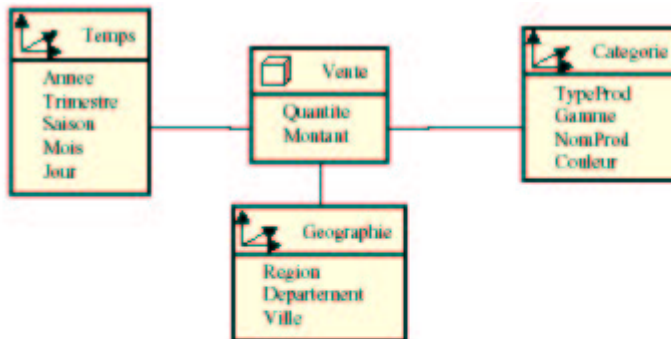 Temps
Annee
Trimestre
Saison
Mois
Jour
Vente
Quantite
Montant
Categorie
TypeProd
Gamme
NomProd
Couleur
Geographie
Region
Departement
Ville